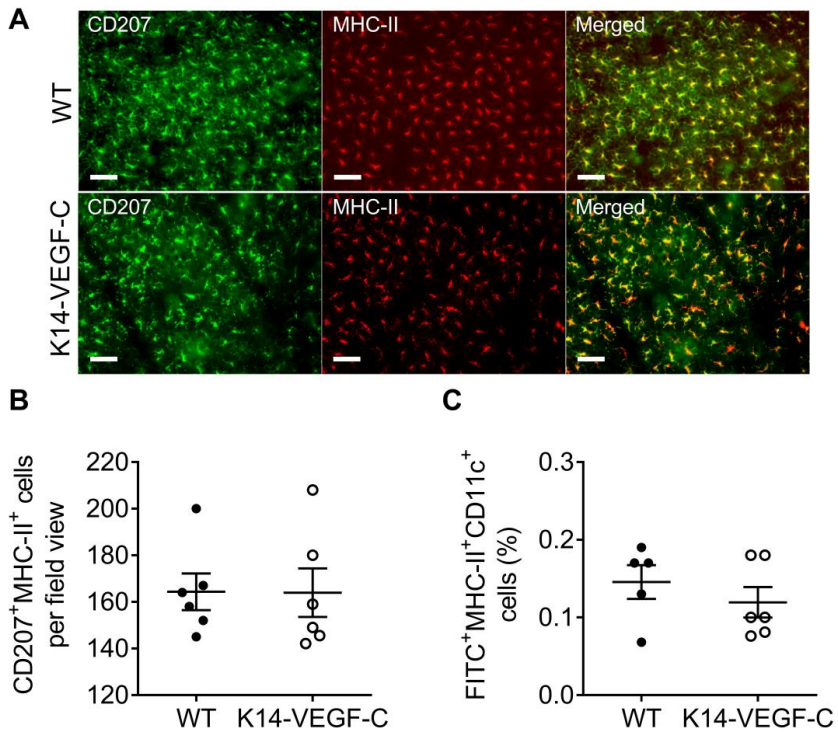 A
CD207
MHC-II
Merged
WT
CD207
MHC-II
Merged
K14-VEGF-C
B
CD207⁺MHC-II⁺ cells
per field view
220
200
180
160
140
120
WT
K14-VEGF-C
C
FITC⁺MHC-II⁺CD11c⁺
cells (%)
0.3
0.2
0.1
0.0
WT
K14-VEGF-C